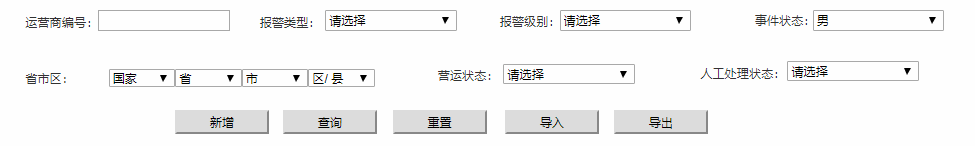 运营商编号: 报警类型: 请选择 报警级别: 请选择 事件状态: 男
省市区: 国家 省 市 区/ 县 营运状态: 请选择 人工处理状态: 请选择
新增 查询 重置 导入 导出